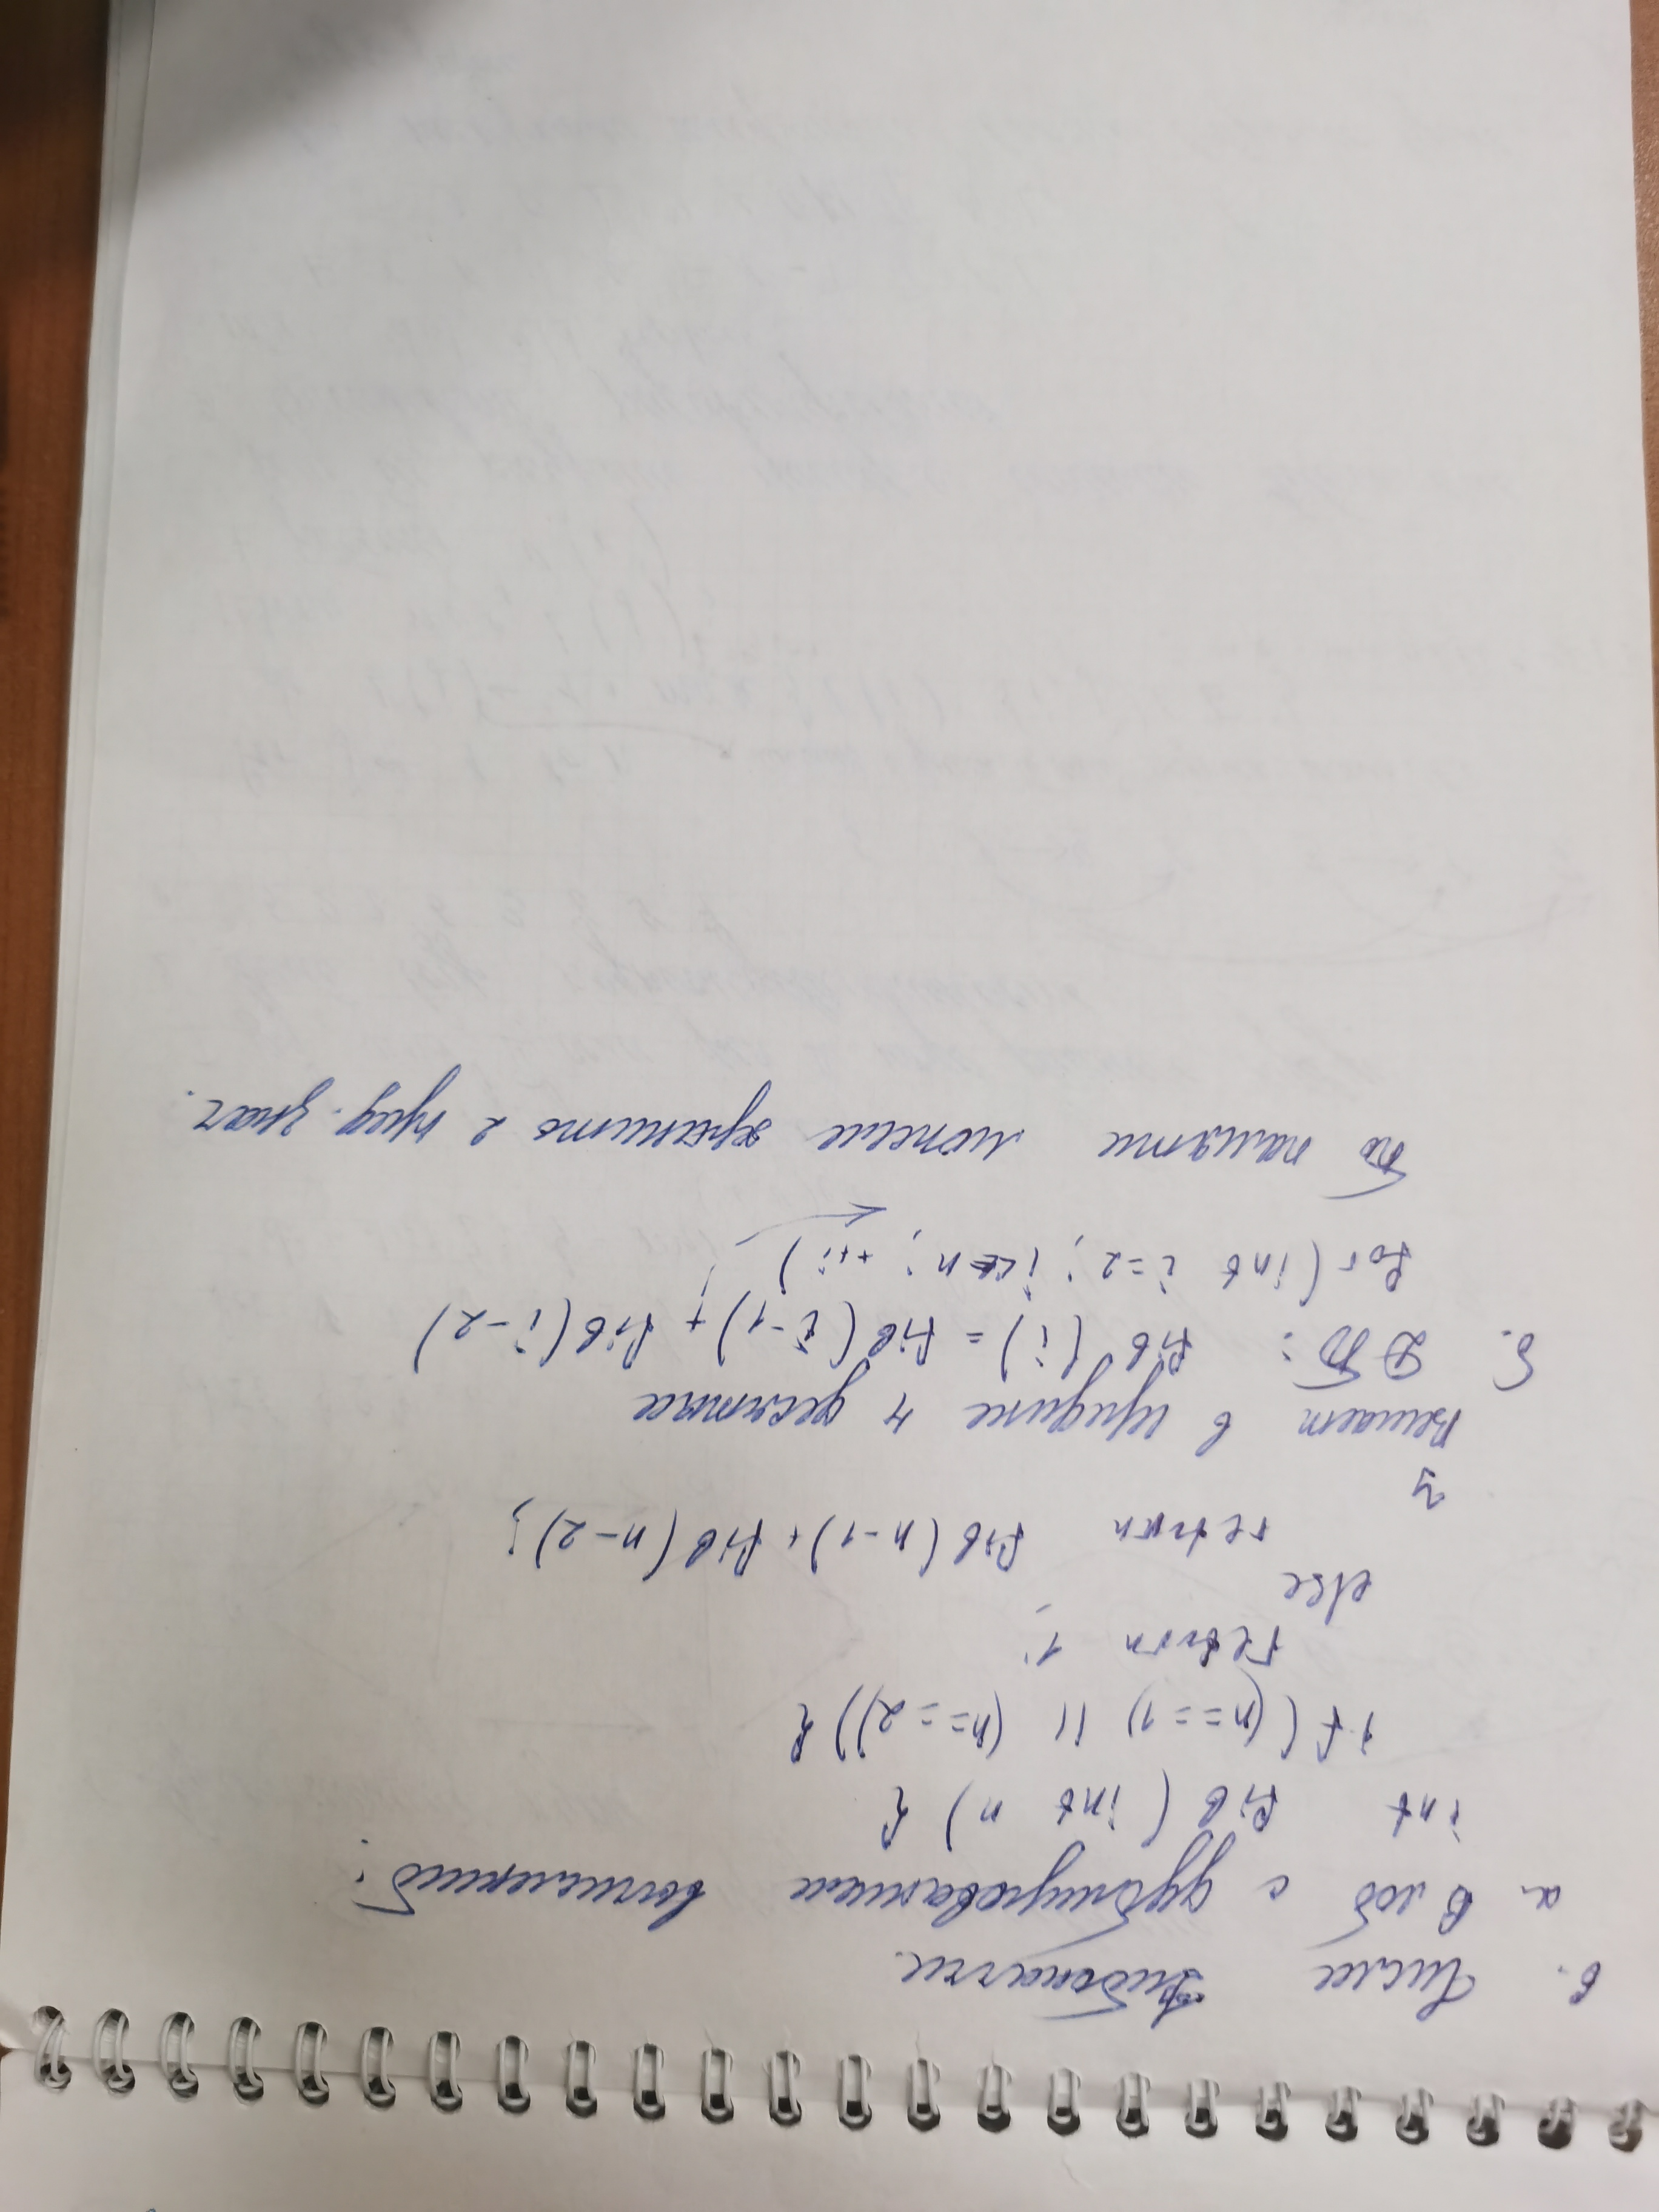 6. Числа Фибоначчи.
а. В лоб с дублированием вычислений:
int fib (int n) {
if ((n==1) || (n==2)) {
return 1;
else
return fib(n-1)+fib(n-2);
}
Вешает в середине 4 десятка
б. ДП: fib (i) = fib(i-1)+fib(i-2)
for(int i=2; i<=n; ++i)
По памяти можем хранить 2 пред. знач.